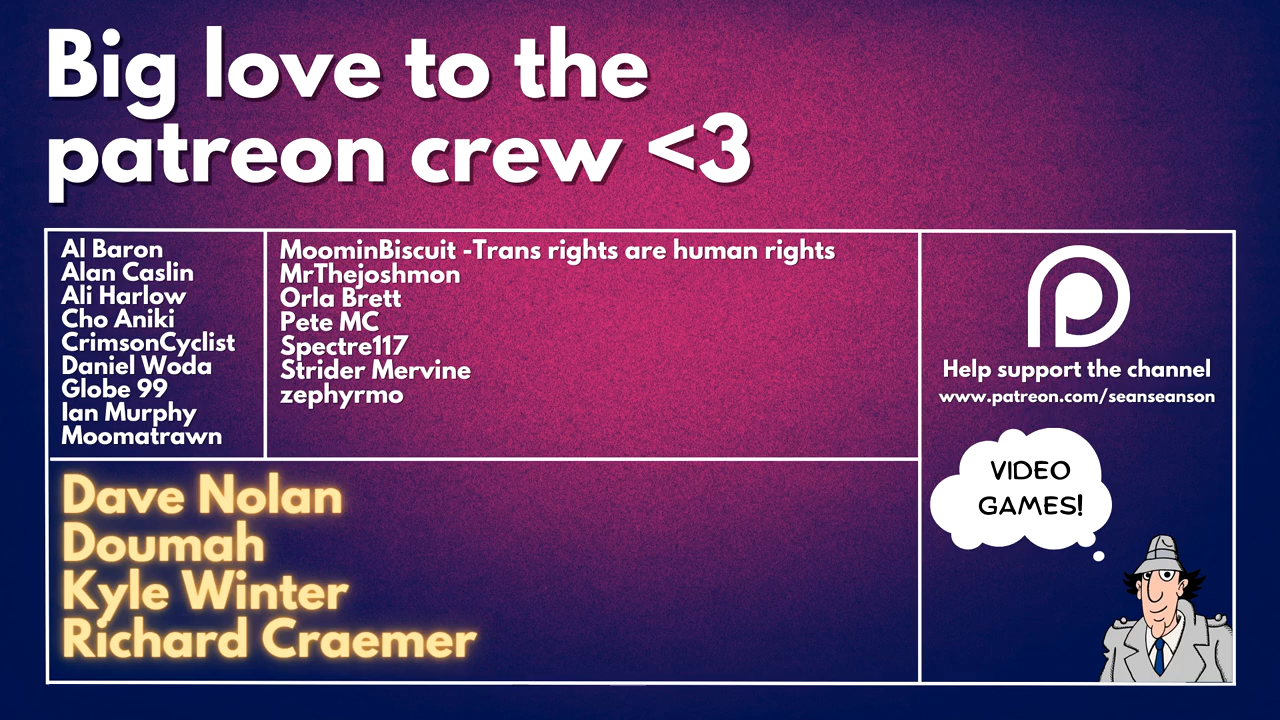 Big love to the
patreon crew <3
Al Baron
Alan Caslin
Ali Harlow
Cho Aniki
CrimsonCyclist
Daniel Woda
Globe 99
Ian Murphy
Moomatrawn
MoominBiscuit -Trans rights are human rights
MrThejoshmon
Orla Brett
Pete MC
Spectre117
Strider Mervine
zephyrmo
Dave Nolan
Doumah
Kyle Winter
Richard Craemer
Help support the channel
www.patreon.com/seanseanson
VIDEO
GAMES!